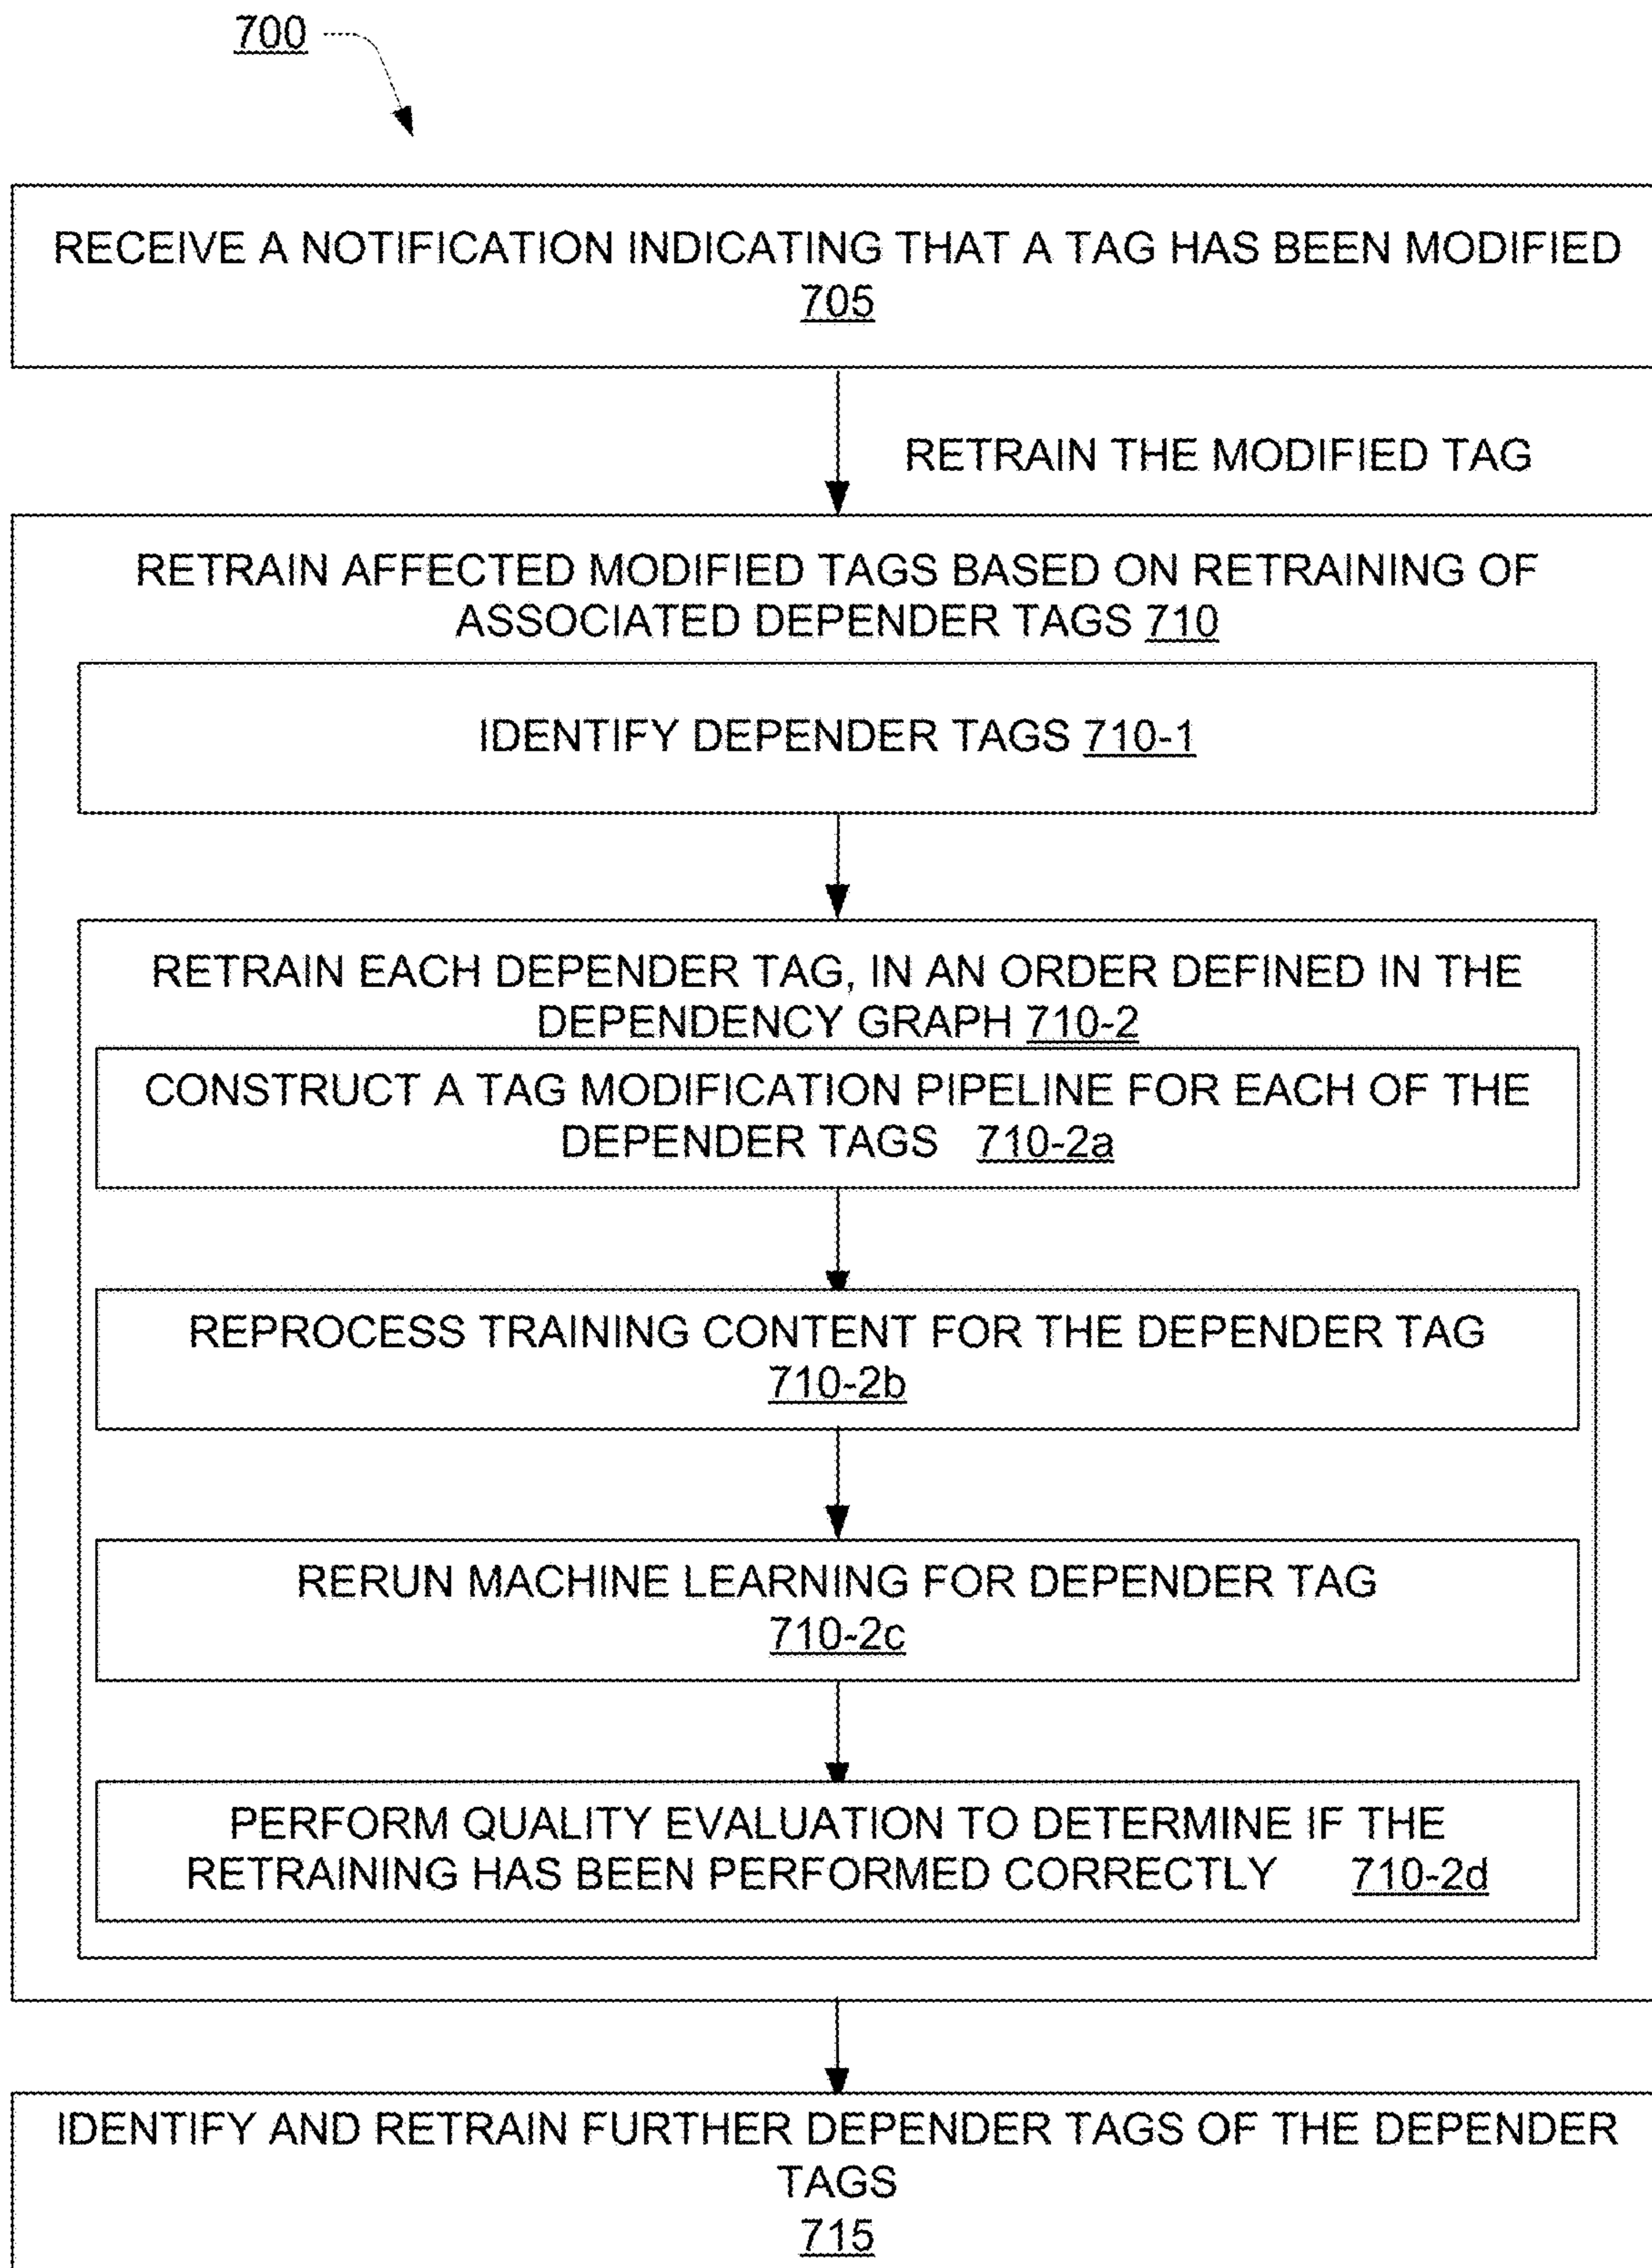 700
RECEIVE A NOTIFICATION INDICATING THAT A TAG HAS BEEN MODIFIED
705
RETRAIN THE MODIFIED TAG
RETRAIN AFFECTED MODIFIED TAGS BASED ON RETRAINING OF
ASSOCIATED DEPENDER TAGS 710
IDENTIFY DEPENDER TAGS 710-1
RETRAIN EACH DEPENDER TAG, IN AN ORDER DEFINED IN THE
DEPENDENCY GRAPH 710-2
CONSTRUCT A TAG MODIFICATION PIPELINE FOR EACH OF THE
DEPENDER TAGS 710-2a
REPROCESS TRAINING CONTENT FOR THE DEPENDER TAG
710-2b
RERUN MACHINE LEARNING FOR DEPENDER TAG
710-2c
PERFORM QUALITY EVALUATION TO DETERMINE IF THE
RETRAINING HAS BEEN PERFORMED CORRECTLY 710-2d
IDENTIFY AND RETRAIN FURTHER DEPENDER TAGS OF THE DEPENDER
TAGS
715